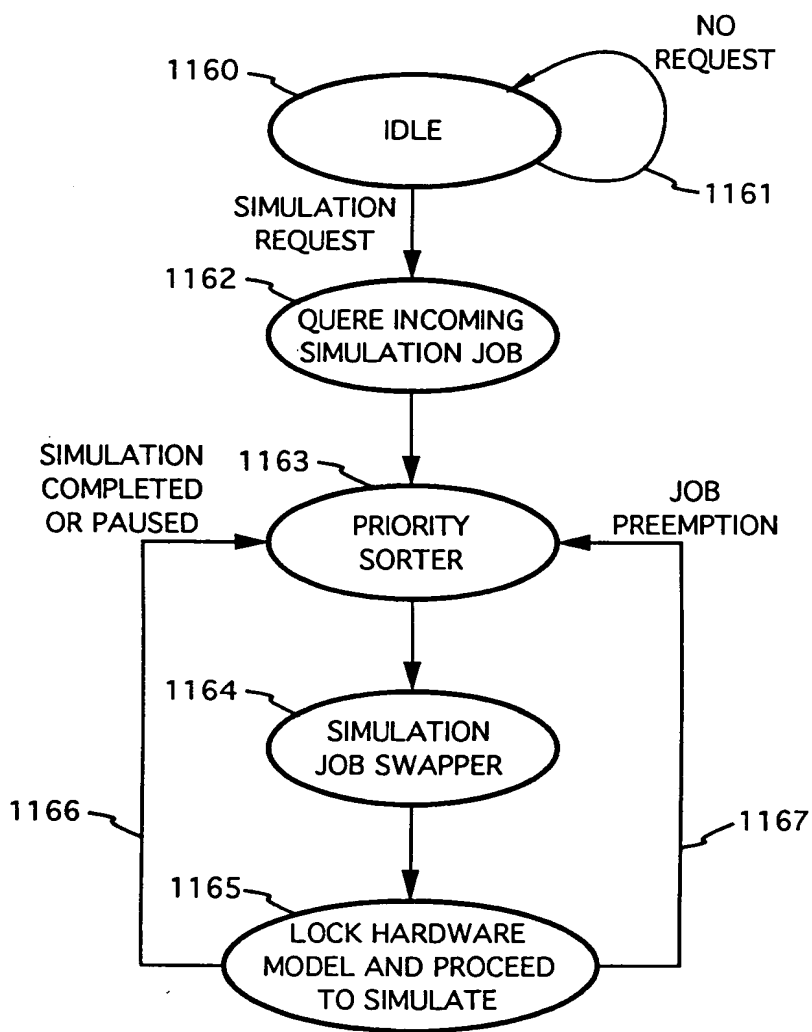 NO
REQUEST
1160
IDLE
1161
SIMULATION
REQUEST
1162
QUERE INCOMING
SIMULATION JOB
SIMULATION
COMPLETED
OR PAUSED
1163
JOB
PREEMPTION
PRIORITY
SORTER
1164
SIMULATION
JOB SWAPPER
1166
1167
1165
LOCK HARDWARE
MODEL AND PROCEED
TO SIMULATE